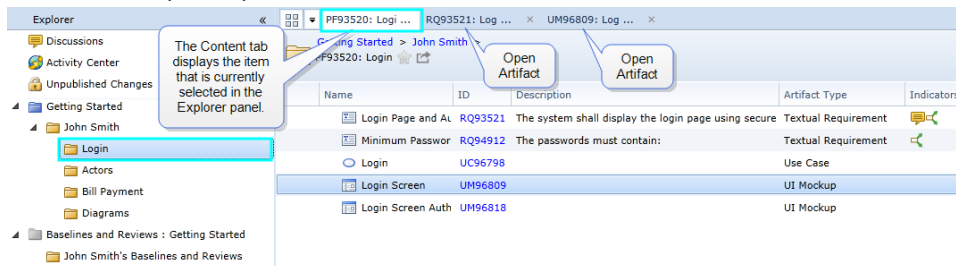 Explorer «
PF93520: Logi ... RQ93521: Log ... × UM96809: Log ... ×
Discussions
Activity Center
Unpublished Changes
Getting Started
John Smith
Login
Actors
Bill Payment
Diagrams
Baselines and Reviews : Getting Started
John Smith's Baselines and Reviews
The Content tab
displays the item
that is currently
selected in the
Explorer panel.
Getting Started > John Smith >
PF93520: Login
Open
Artifact
Open
Artifact
Name ID Description Artifact Type Indicators
Login Page and Au RQ93521 The system shall display the login page using secure Textual Requirement
Minimum Passwor RQ94912 The passwords must contain: Textual Requirement
Login UC96798 Use Case
Login Screen UM96809 UI Mockup
Login Screen Auth UM96818 UI Mockup